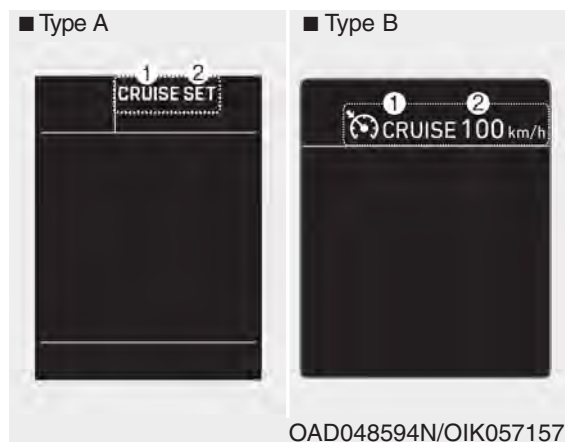 ■ Type A
■ Type B
1 2
CRUISE SET
1 2
CRUISE 100 km/h
OAD048594N/OIK057157